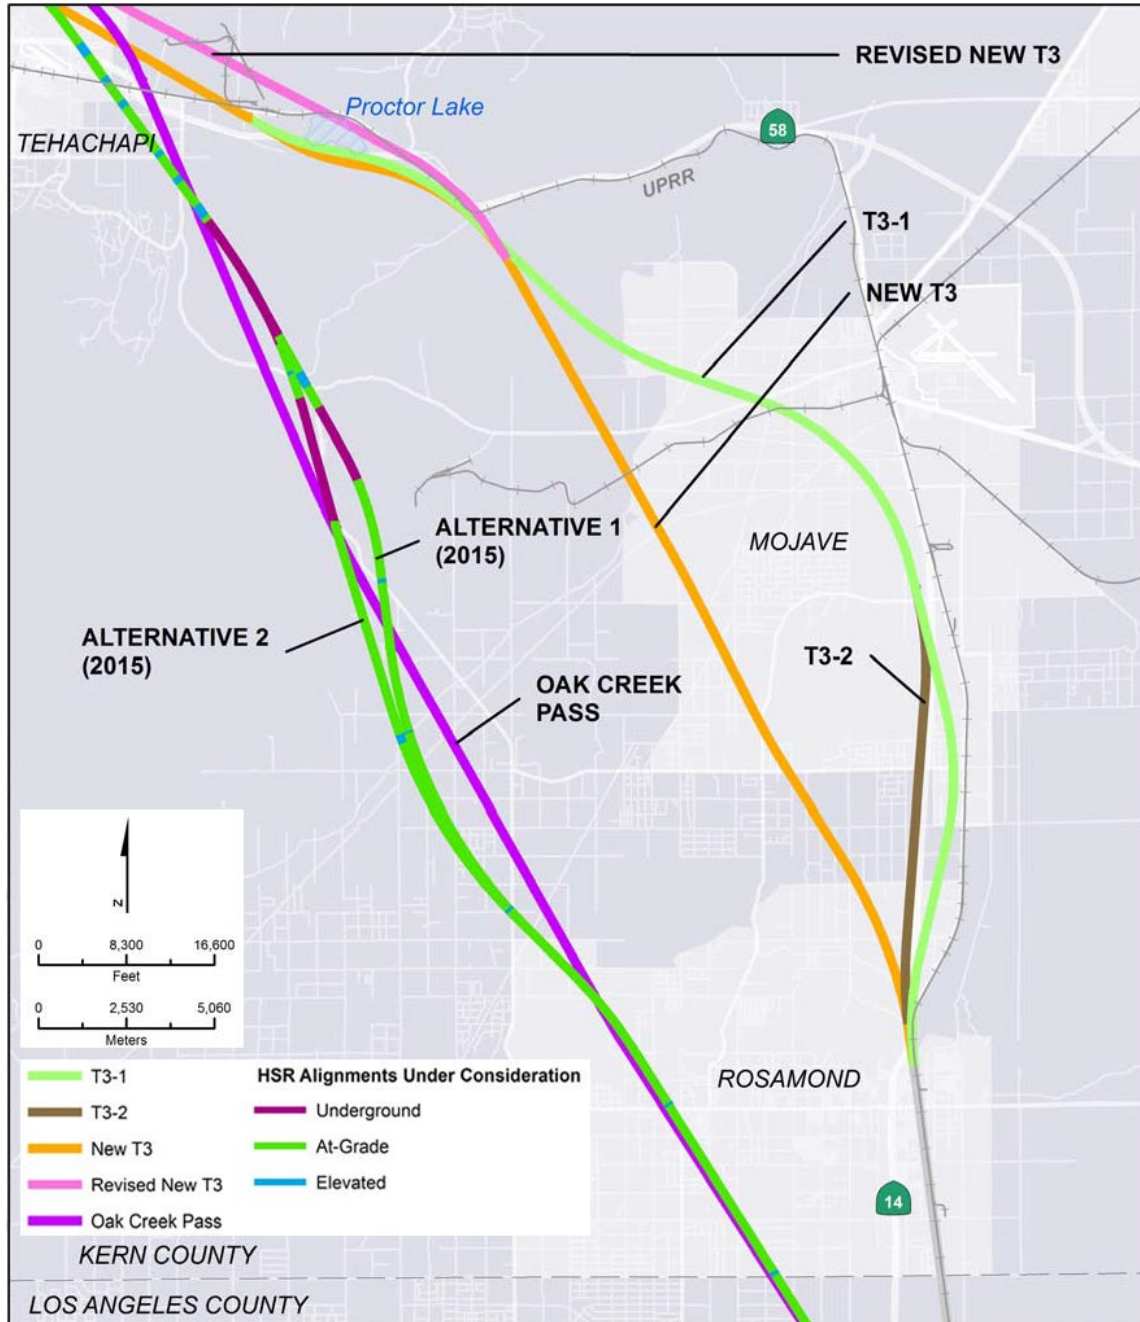 REVISED NEW T3
Proctor Lake
TEHACHAPI
58
UPRR
T3-1
NEW T3
MOJAVE
ALTERNATIVE 1
(2015)
ALTERNATIVE 2
(2015)
T3-2
OAK CREEK
PASS
N
0 8,300 16,600
Feet
0 2,530 5,060
Meters
ROSAMOND
T3-1
T3-2
New T3
Revised New T3
Oak Creek Pass
HSR Alignments Under Consideration
Underground
At-Grade
Elevated
14
KERN COUNTY
LOS ANGELES COUNTY